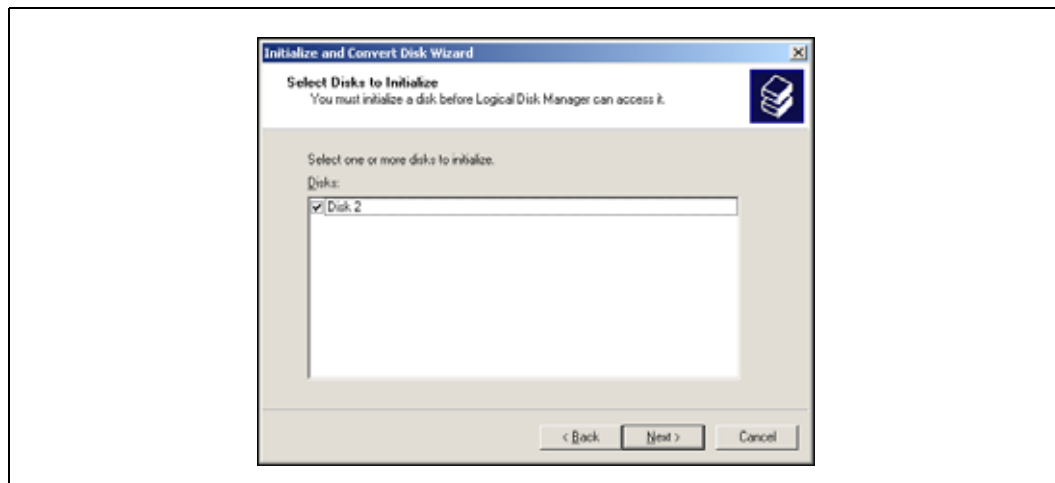 Initialize and Convert Disk Wizard
Select Disks to Initialize
You must initialize a disk before Logical Disk Manager can access it.
Select one or more disks to initialize.
Disks:
Disk 2
< Back
Next >
Cancel